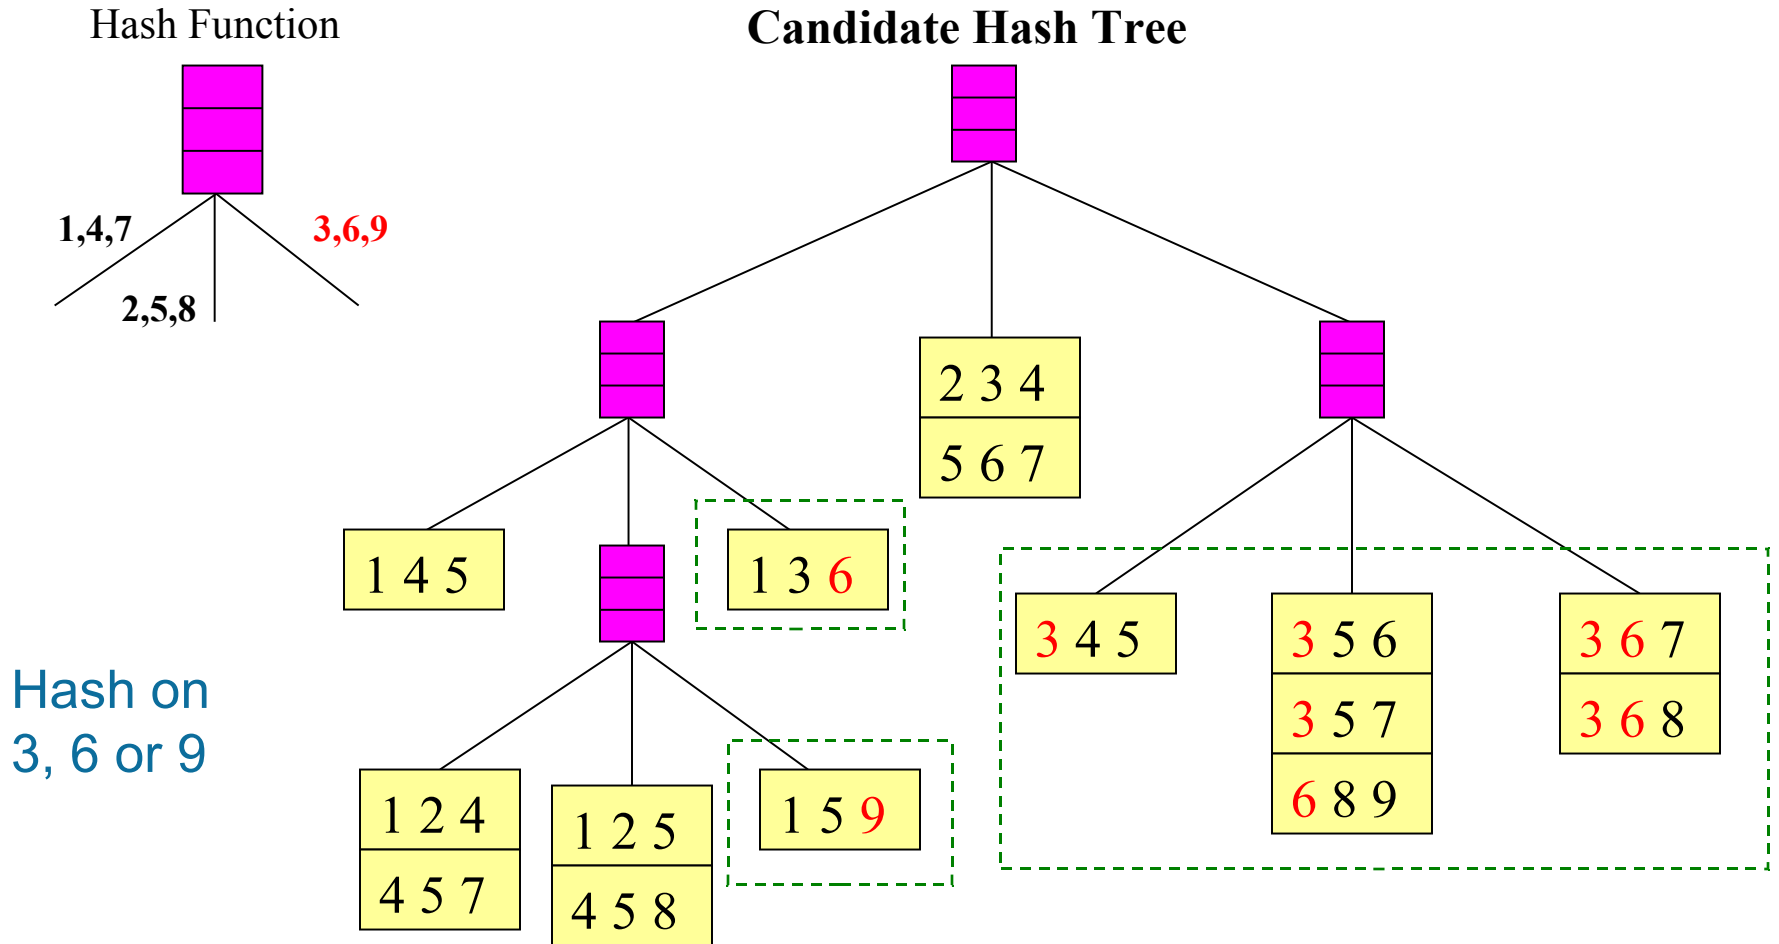 Hash Function
Candidate Hash Tree
1,4,7
3,6,9
2,5,8
2 3 4
5 6 7
1 4 5
1 3 6
3 4 5
3 5 6
3 6 7
3 5 7
3 6 8
6 8 9
Hash on
3, 6 or 9
1 2 4
1 2 5
1 5 9
4 5 7
4 5 8